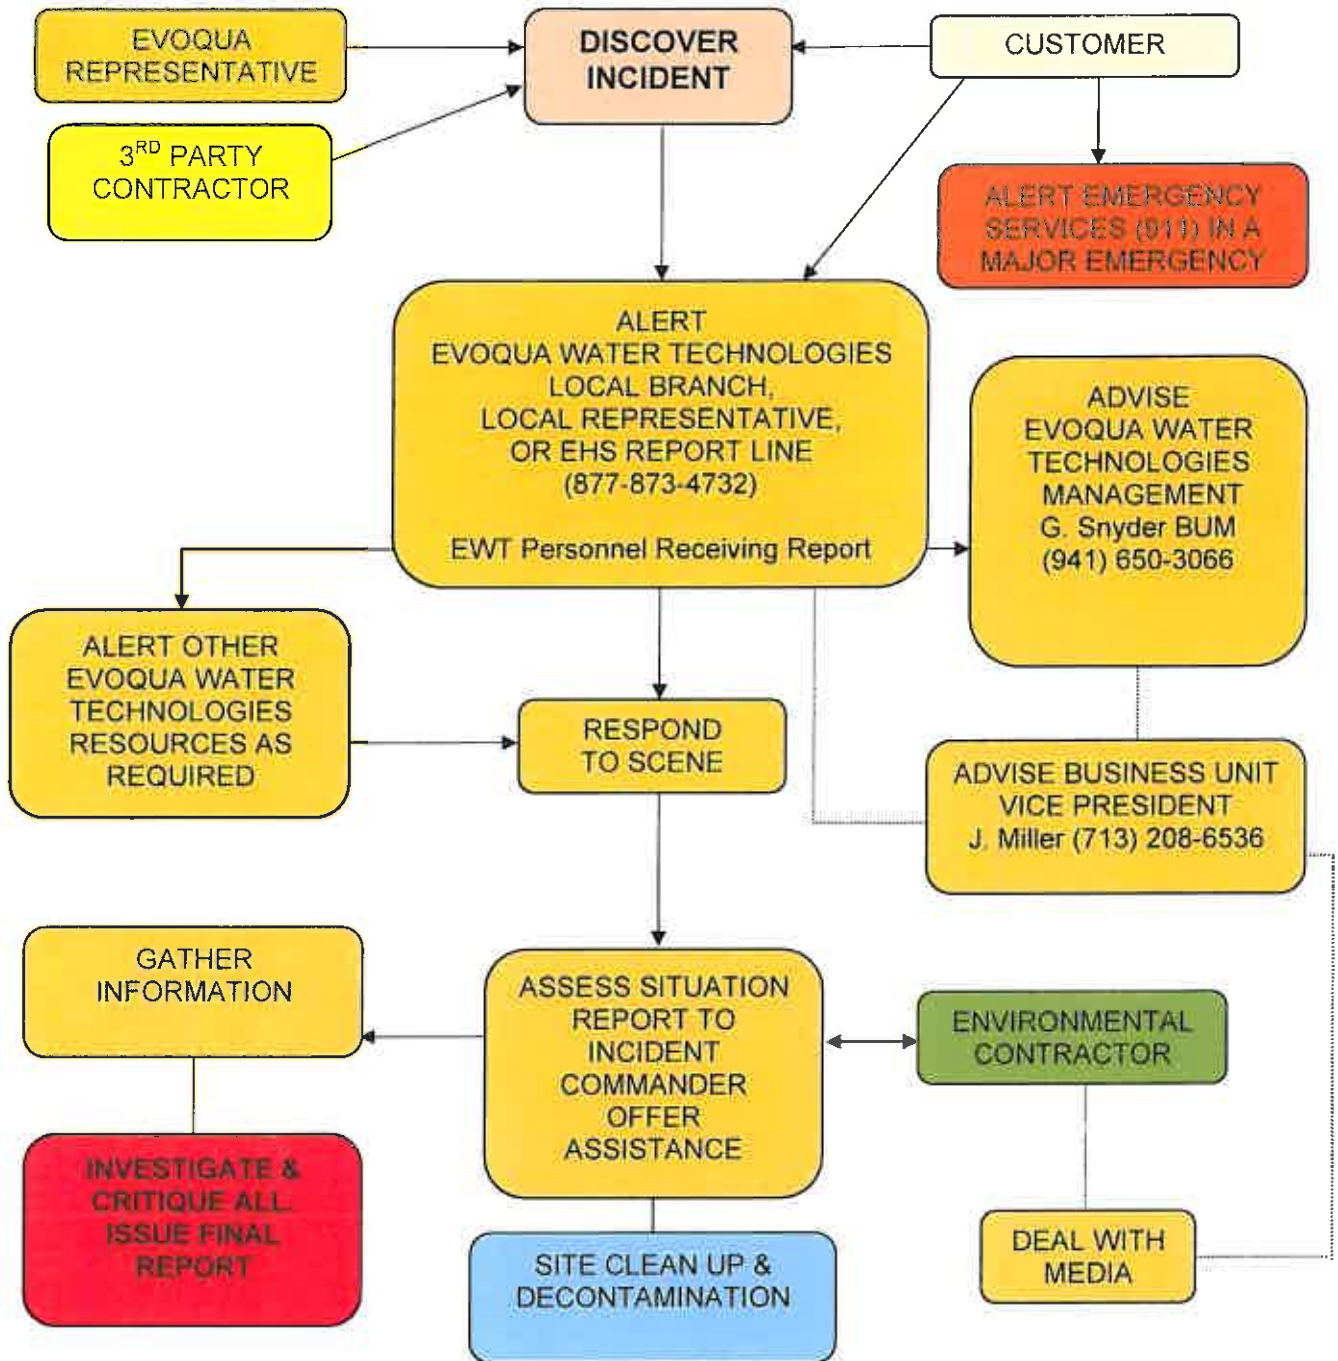 EVOQUA
REPRESENTATIVE
DISCOVER
INCIDENT
CUSTOMER
3RD PARTY
CONTRACTOR
ALERT EMERGENCY
SERVICES (911) IN A
MAJOR EMERGENCY
ALERT
EVOQUA WATER TECHNOLOGIES
LOCAL BRANCH,
LOCAL REPRESENTATIVE,
OR EHS REPORT LINE
(877-873-4732)
EWT Personnel Receiving Report
ADVISE
EVOQUA WATER
TECHNOLOGIES
MANAGEMENT
G. Snyder BUM
(941) 650-3066
ALERT OTHER
EVOQUA WATER
TECHNOLOGIES
RESOURCES AS
REQUIRED
RESPOND
TO SCENE
ADVISE BUSINESS UNIT
VICE PRESIDENT
J. Miller (713) 208-6536
GATHER
INFORMATION
ASSESS SITUATION
REPORT TO
INCIDENT
COMMANDER
OFFER
ASSISTANCE
ENVIRONMENTAL
CONTRACTOR
INVESTIGATE &
CRITIQUE ALL.
ISSUE FINAL
REPORT
SITE CLEAN UP &
DECONTAMINATION
DEAL WITH
MEDIA